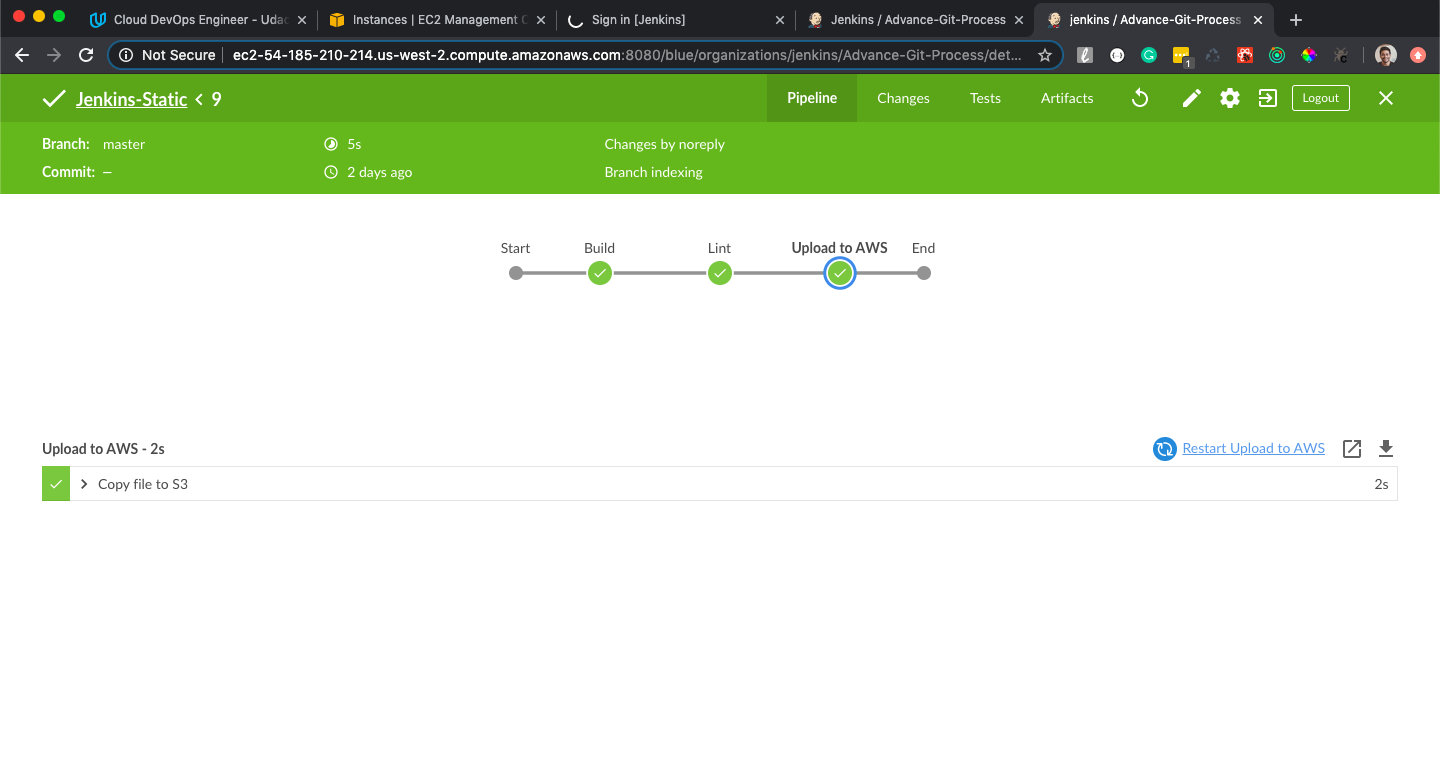 Cloud DevOps Engineer - Udac
Instances | EC2 Management C
Sign in [Jenkins]
Jenkins / Advance-Git-Process
jenkins / Advance-Git-Process
Not Secure ec2-54-185-210-214.us-west-2.compute.amazonaws.com:8080/blue/organizations/jenkins/Advance-Git-Process/det...
1
Jenkins-Static < 9
Pipeline
Changes
Tests
Artifacts
Logout
Branch: master
5s
Changes by noreply
Commit: —
2 days ago
Branch indexing
Start
Build
Lint
Upload to AWS
End
Upload to AWS - 2s
Restart Upload to AWS
Copy file to S3
2s